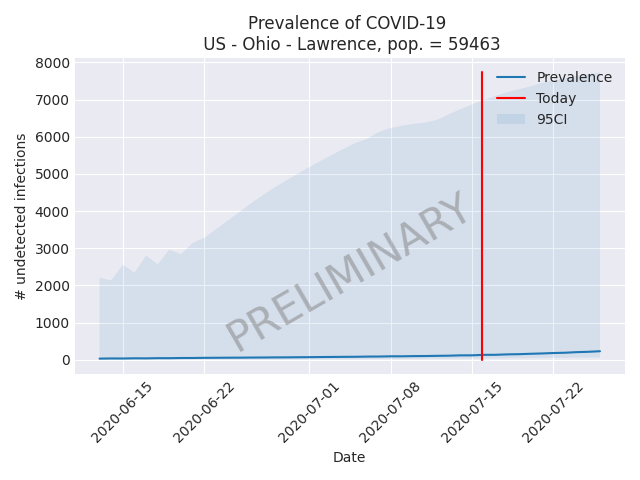 Prevalence of COVID-19
US - Ohio - Lawrence, pop. = 59463
8000
7000
6000
5000
4000
3000
2000
1000
0
# undetected infections
Prevalence
Today
95CI
PRELIMINARY
2020-06-15
2020-06-22
2020-07-01
2020-07-08
2020-07-15
2020-07-22
Date